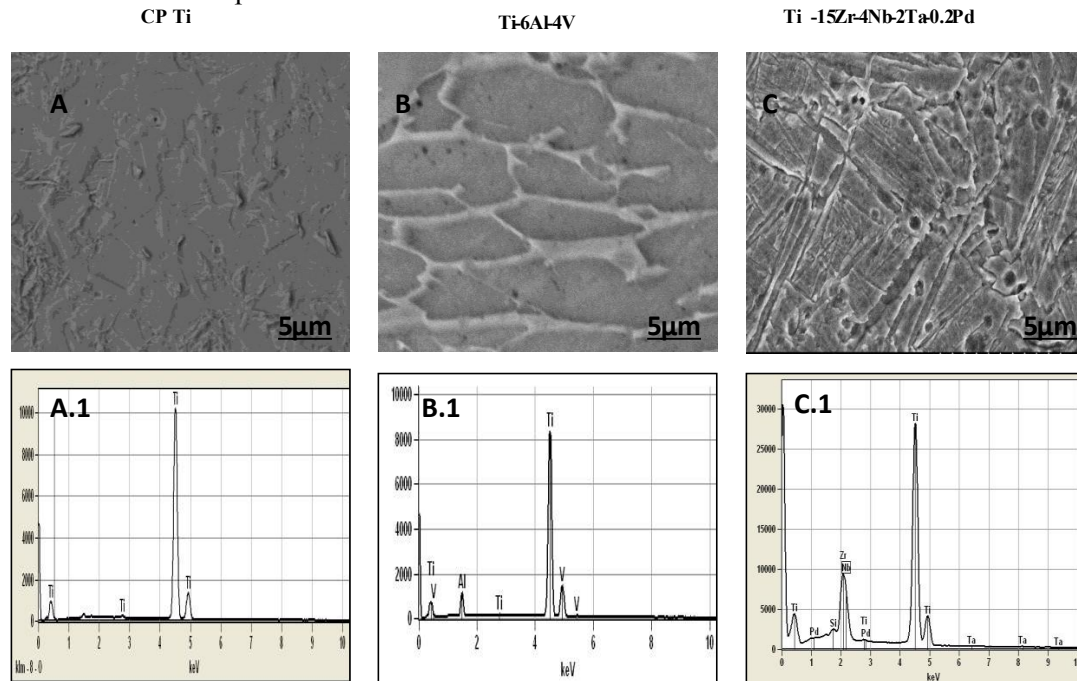 CP Ti
Ti-6Al-4V
Ti -15Zr-4Nb-2Ta-0.2Pd
A
5µm
B
5µm
C
5µm
A.1
Ti
10000
8000
6000
4000
2000
0
Ti
Ti
Ti
0 1 2 3 4 5 6 7 8 9 10
klm - 8 - 0
keV
B.1
Ti
10000
8000
6000
4000
2000
0
Ti
V
Al
Ti
V
V
0 2 4 6 8 10
keV
C.1
Ti
30000
25000
20000
15000
10000
5000
0
Zr
Nb
Ti
Pd
Si
Ti
Pd
Ti
Ta
Ta
Ta
0 1 2 3 4 5 6 7 8 9
keV